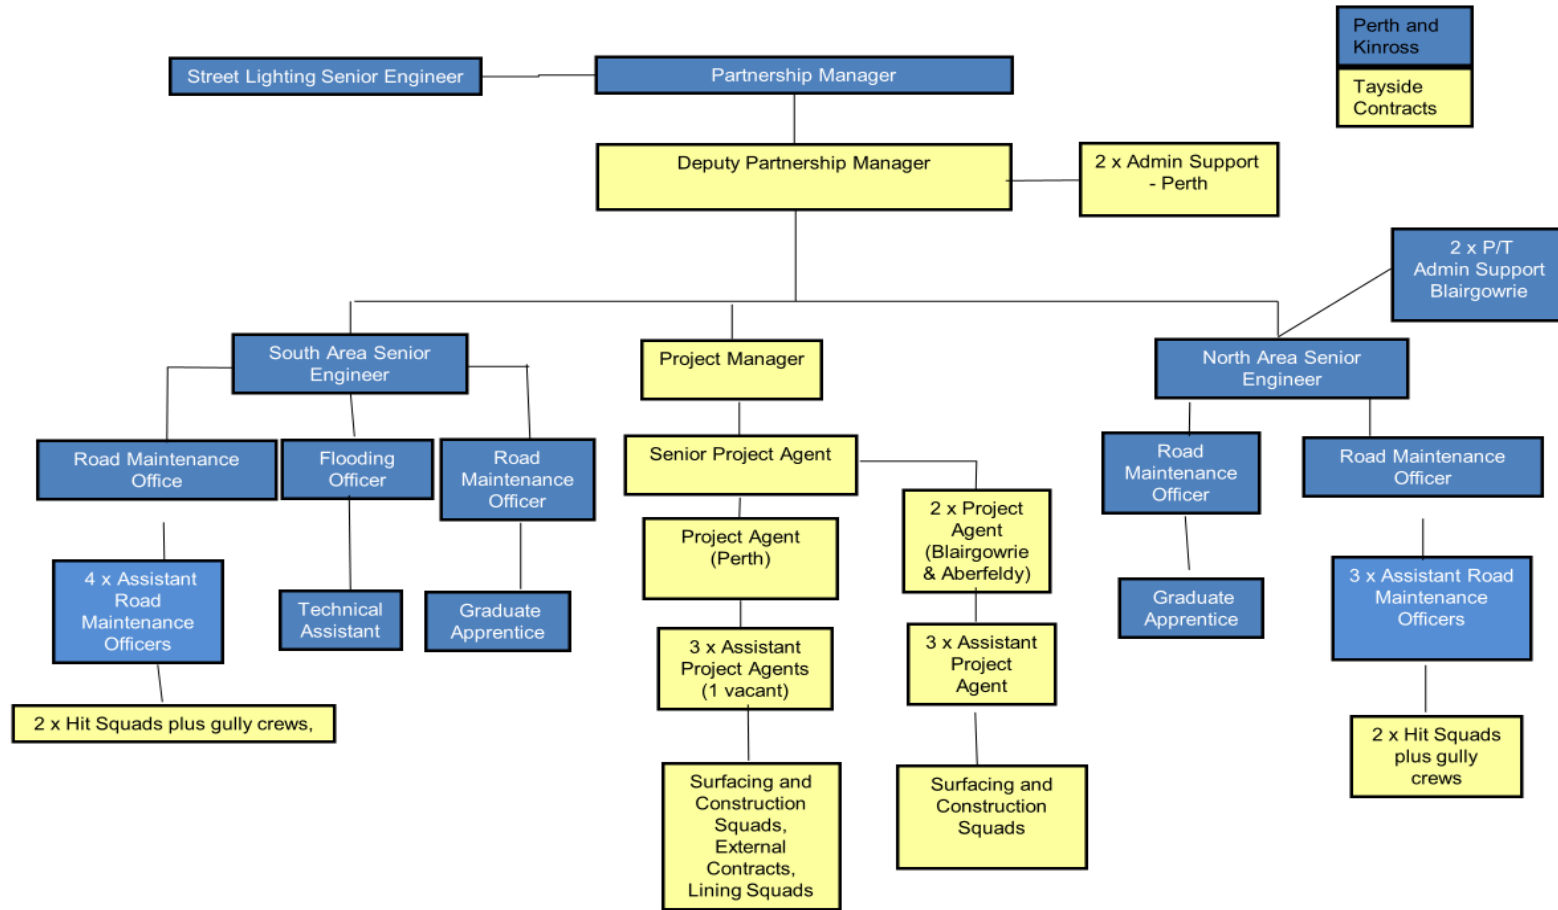 Perth and
Kinross
Tayside
Contracts
Street Lighting Senior Engineer
Partnership Manager
Deputy Partnership Manager
2 x Admin Support
- Perth
2 x P/T
Admin Support
Blairgowrie
South Area Senior
Engineer
Project Manager
North Area Senior
Engineer
Road Maintenance
Office
Flooding
Officer
Road
Maintenance
Officer
Senior Project Agent
Road
Maintenance
Officer
Road Maintenance
Officer
Project Agent
(Perth)
2 x Project
Agent
(Blairgowrie
& Aberfeldy)
4 x Assistant
Road
Maintenance
Officers
Technical
Assistant
Graduate
Apprentice
Graduate
Apprentice
3 x Assistant Road
Maintenance
Officers
3 x Assistant
Project Agents
(1 vacant)
3 x Assistant
Project
Agent
2 x Hit Squads plus gully crews,
2 x Hit Squads
plus gully
crews
Surfacing and
Construction
Squads,
External
Contracts,
Lining Squads
Surfacing and
Construction
Squads